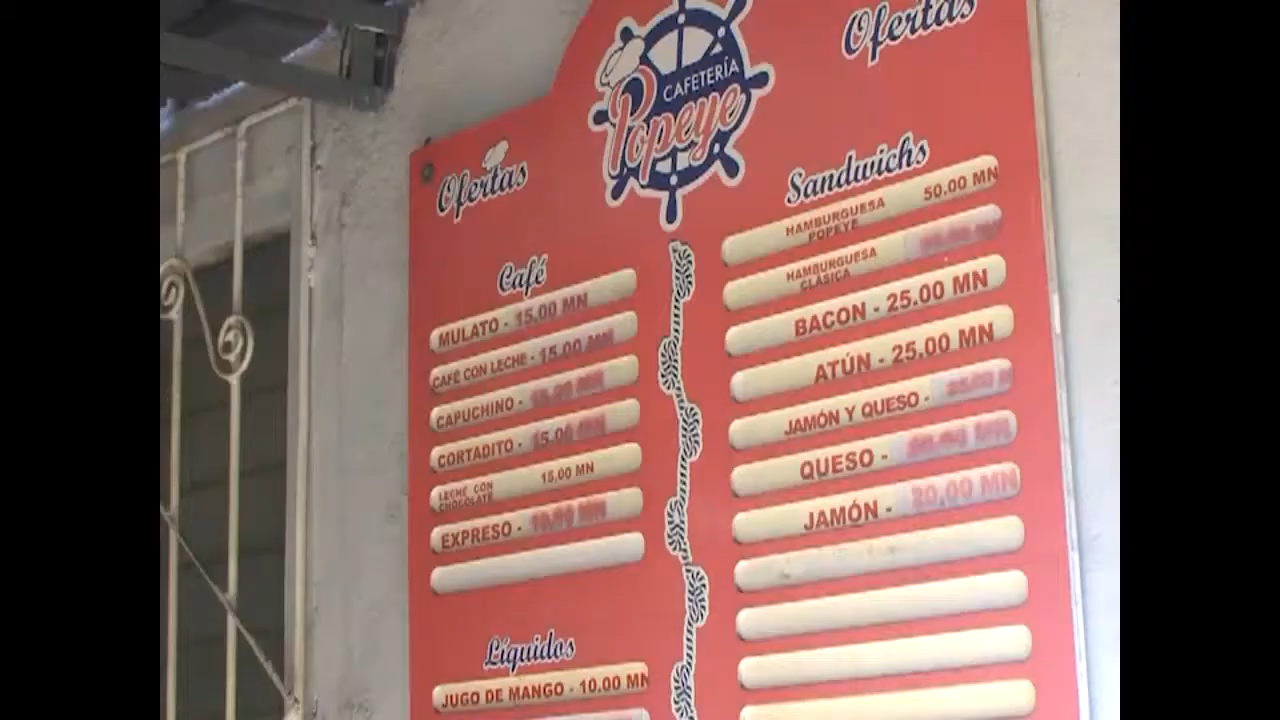 CAFETERÍA
Popeye
Ofertas
Café
MULATO - 15.00 MN
CAFÉ CON LECHE - 15.00 MN
CAPUCHINO -
CORTADITO - 15.00 MN
LECHE CON
CHOCOLATE
15.00 MN
EXPRESO -
Líquidos
JUGO DE MANGO - 10.00 MN
Ofertas
Sandwichs
HAMBURGUESA
POPEYE
50.00 MN
HAMBURGUESA
CLÁSICA
BACON - 25.00 MN
ATÚN - 25.00 MN
JAMÓN Y QUESO -
QUESO -
JAMÓN -